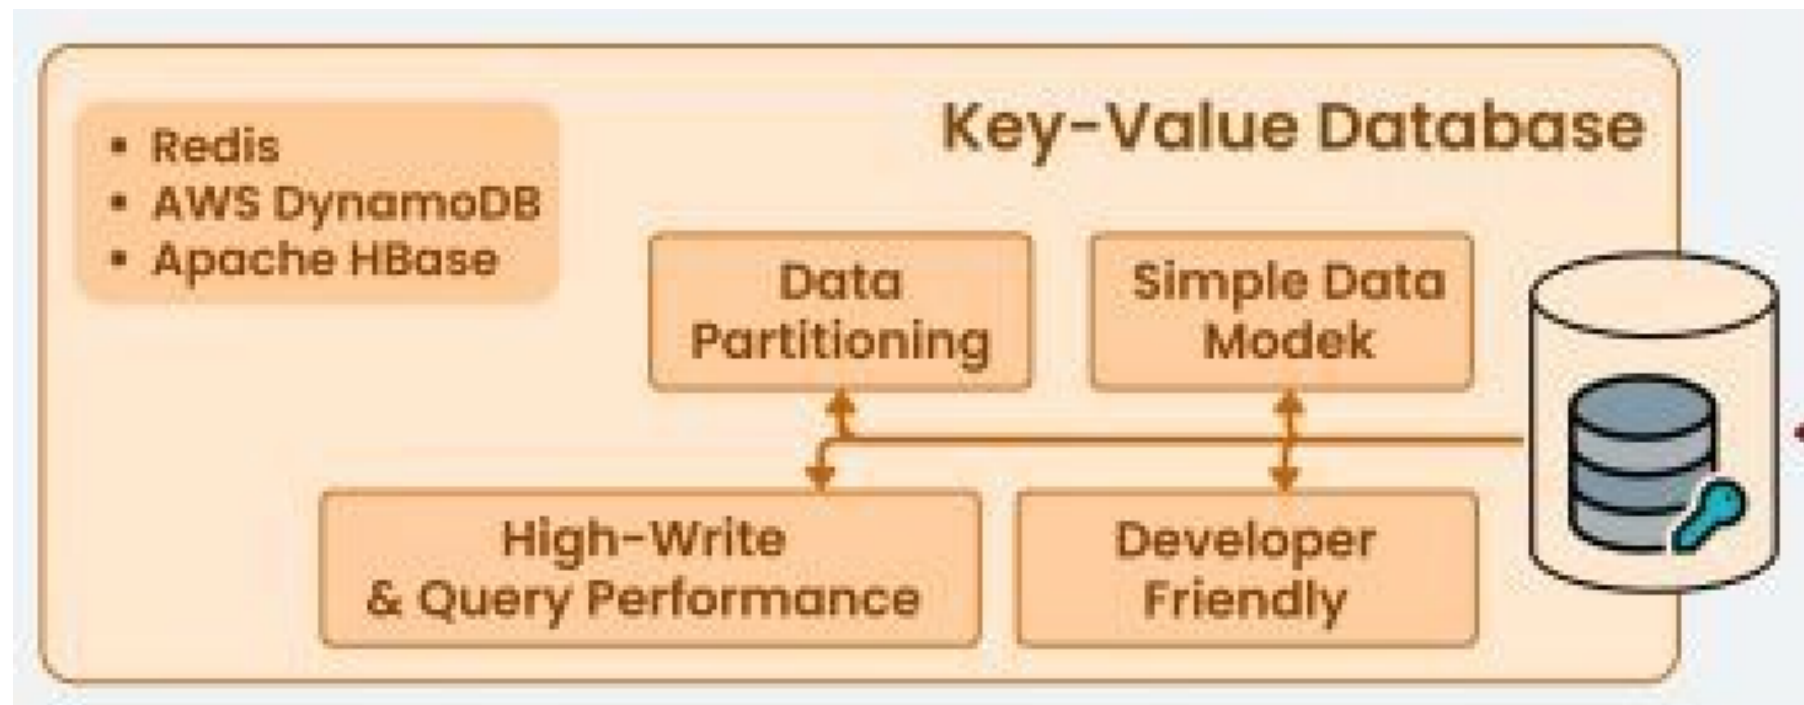 Key-Value Database
▪ Redis
▪ AWS DynamoDB
▪ Apache HBase
Data
Partitioning
Simple Data
Modek
High-Write
& Query Performance
Developer
Friendly